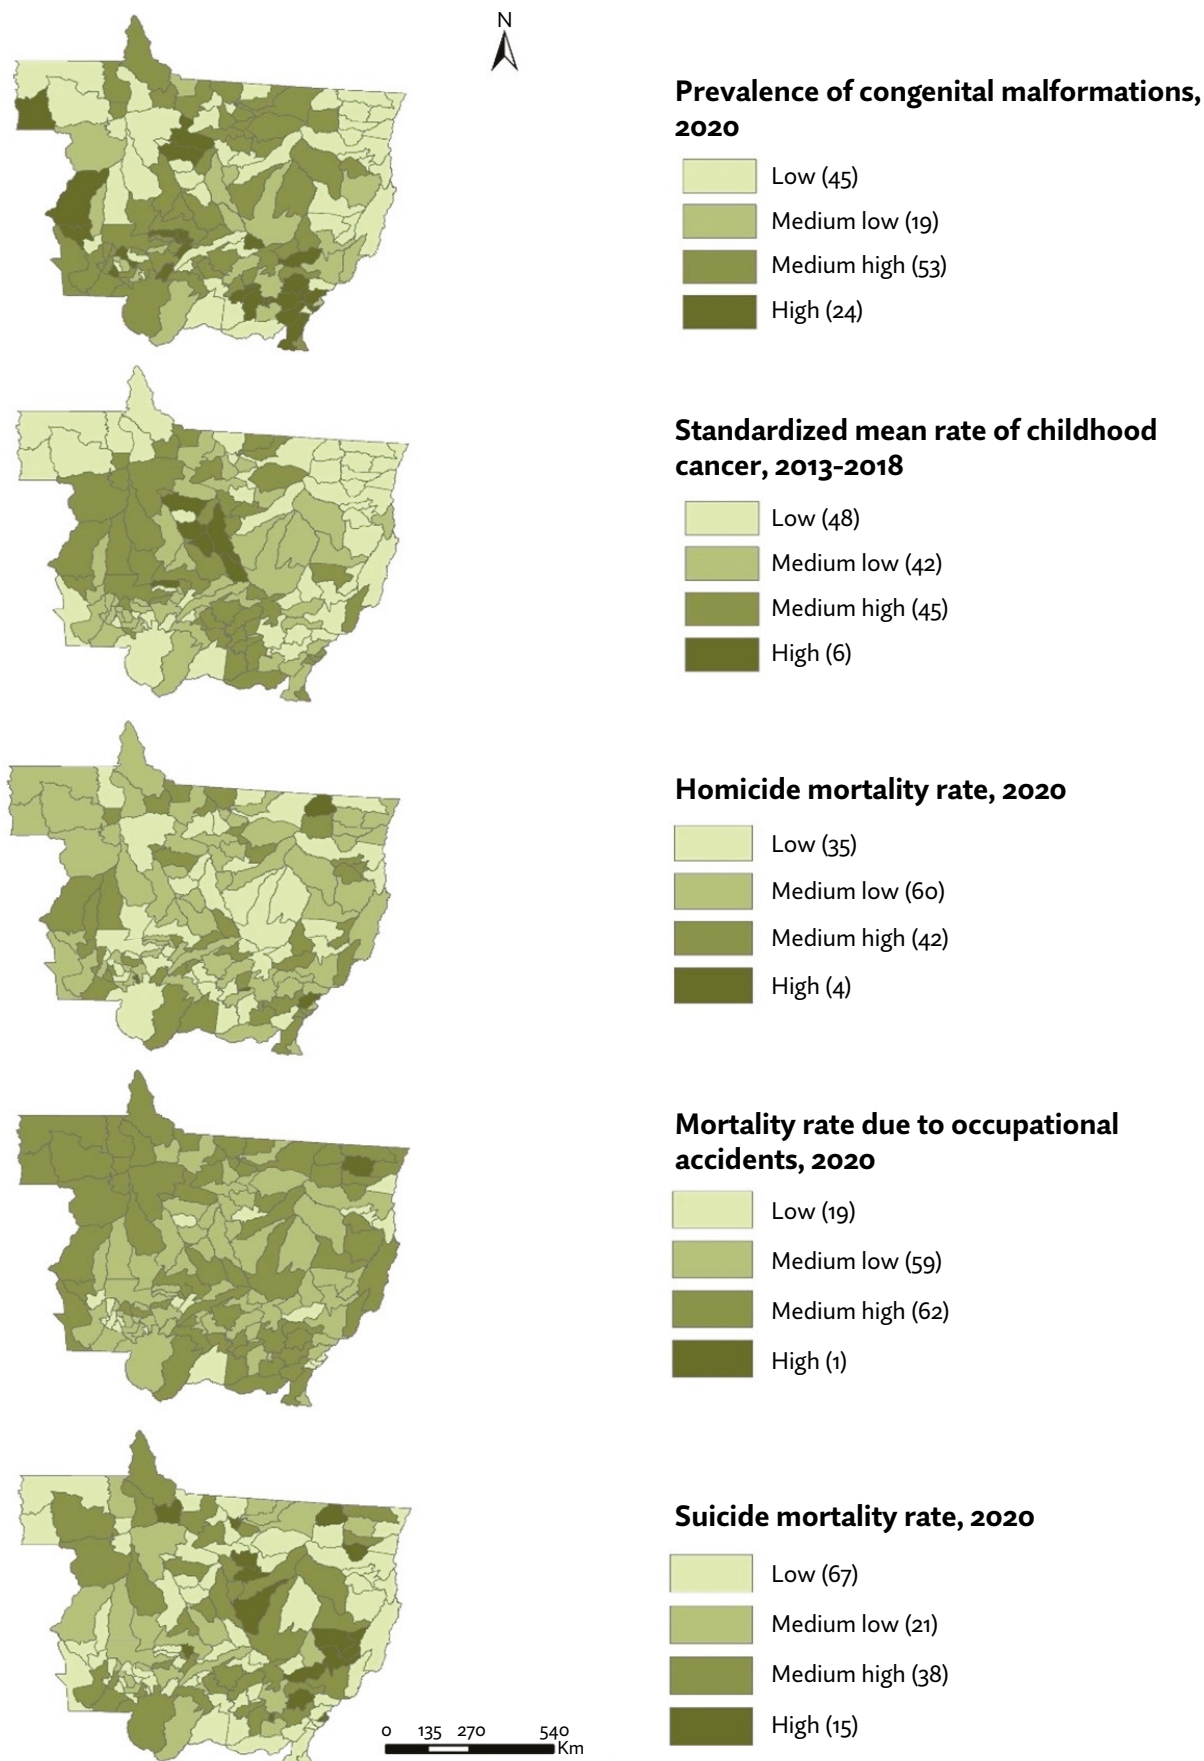 N
Prevalence of congenital malformations,
2020
Low (45)
Medium low (19)
Medium high (53)
High (24)
Standardized mean rate of childhood
cancer, 2013-2018
Low (48)
Medium low (42)
Medium high (45)
High (6)
Homicide mortality rate, 2020
Low (35)
Medium low (60)
Medium high (42)
High (4)
Mortality rate due to occupational
accidents, 2020
Low (19)
Medium low (59)
Medium high (62)
High (1)
Suicide mortality rate, 2020
Low (67)
Medium low (21)
Medium high (38)
High (15)
0 135 270 540
Km